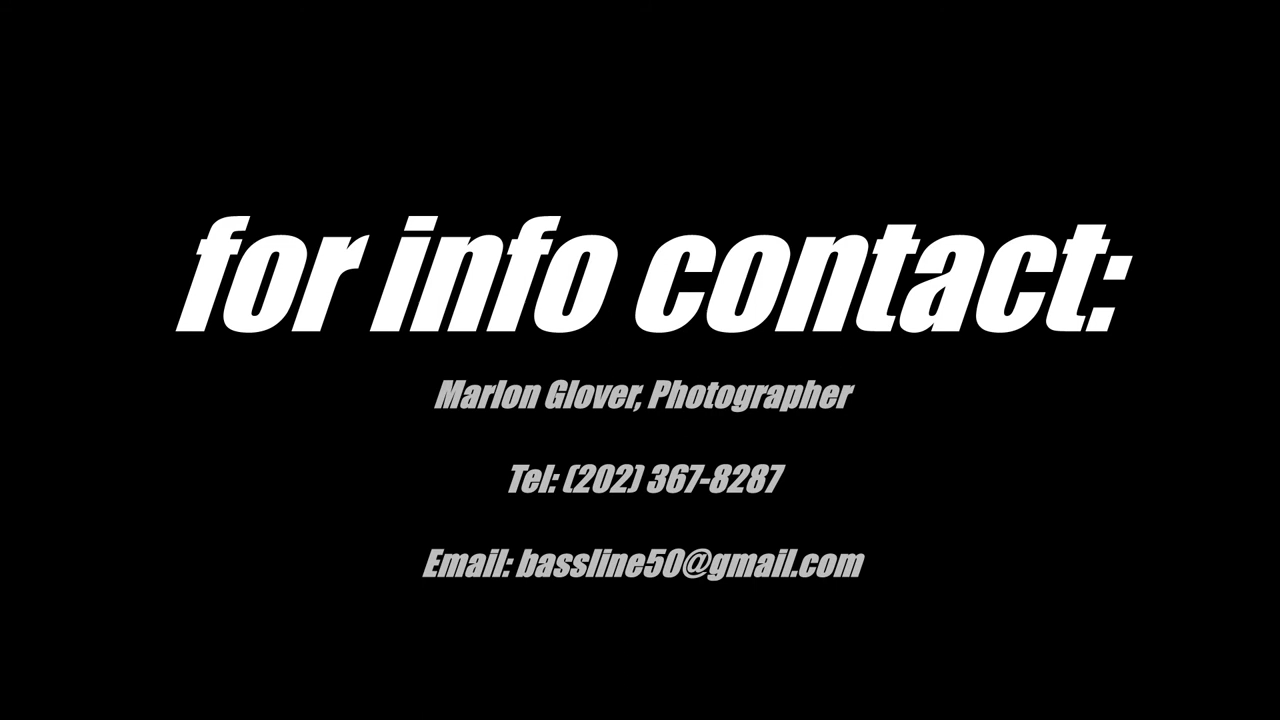 for info contact:
Marlon Glover, Photographer
Tel: (202) 367-8287
Email: bassline50@gmail.com